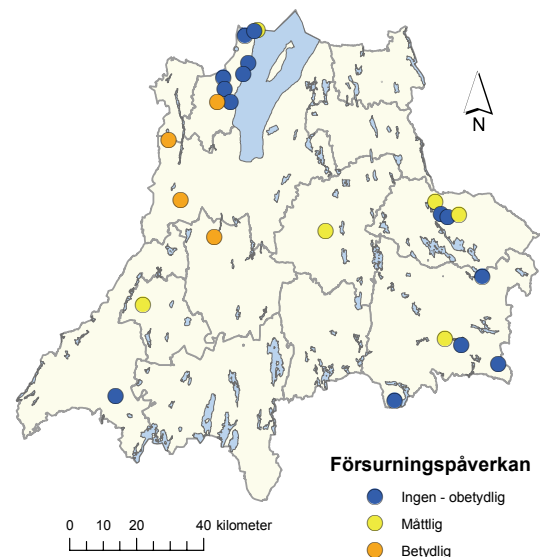 N
Försurningspåverkan
Ingen - obetydlig
Måttlig
Betydlig
0 10 20 40 kilometer